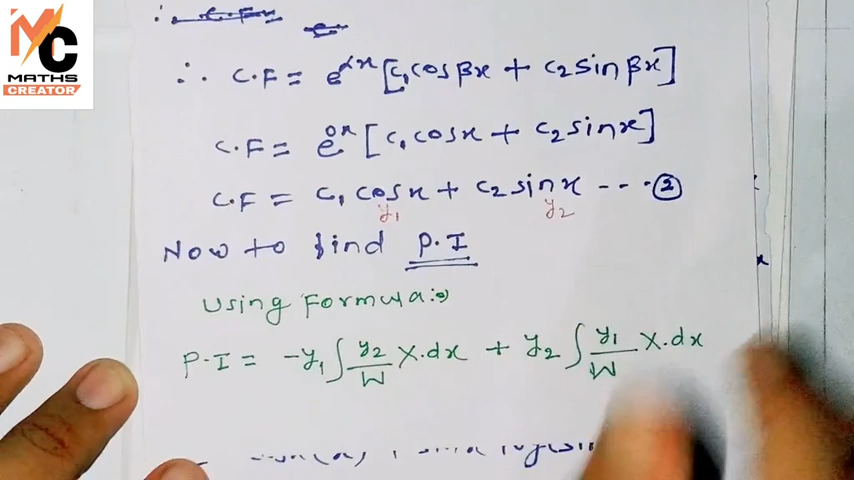 MC
MATHS
CREATOR
∴ C.F =
e
∴ C.F = e^{αx} [c₁cosβx + c₂sinβx]
C.F = e^{0x} [c₁cosx + c₂sinx]
C.F = c₁cosx + c₂sinx --- ②
y₁ y₂
Now to find P.I
Using Formula:
P.I = -y₁∫ y₂/W X.dx + y₂ ∫ y₁/W X.dx